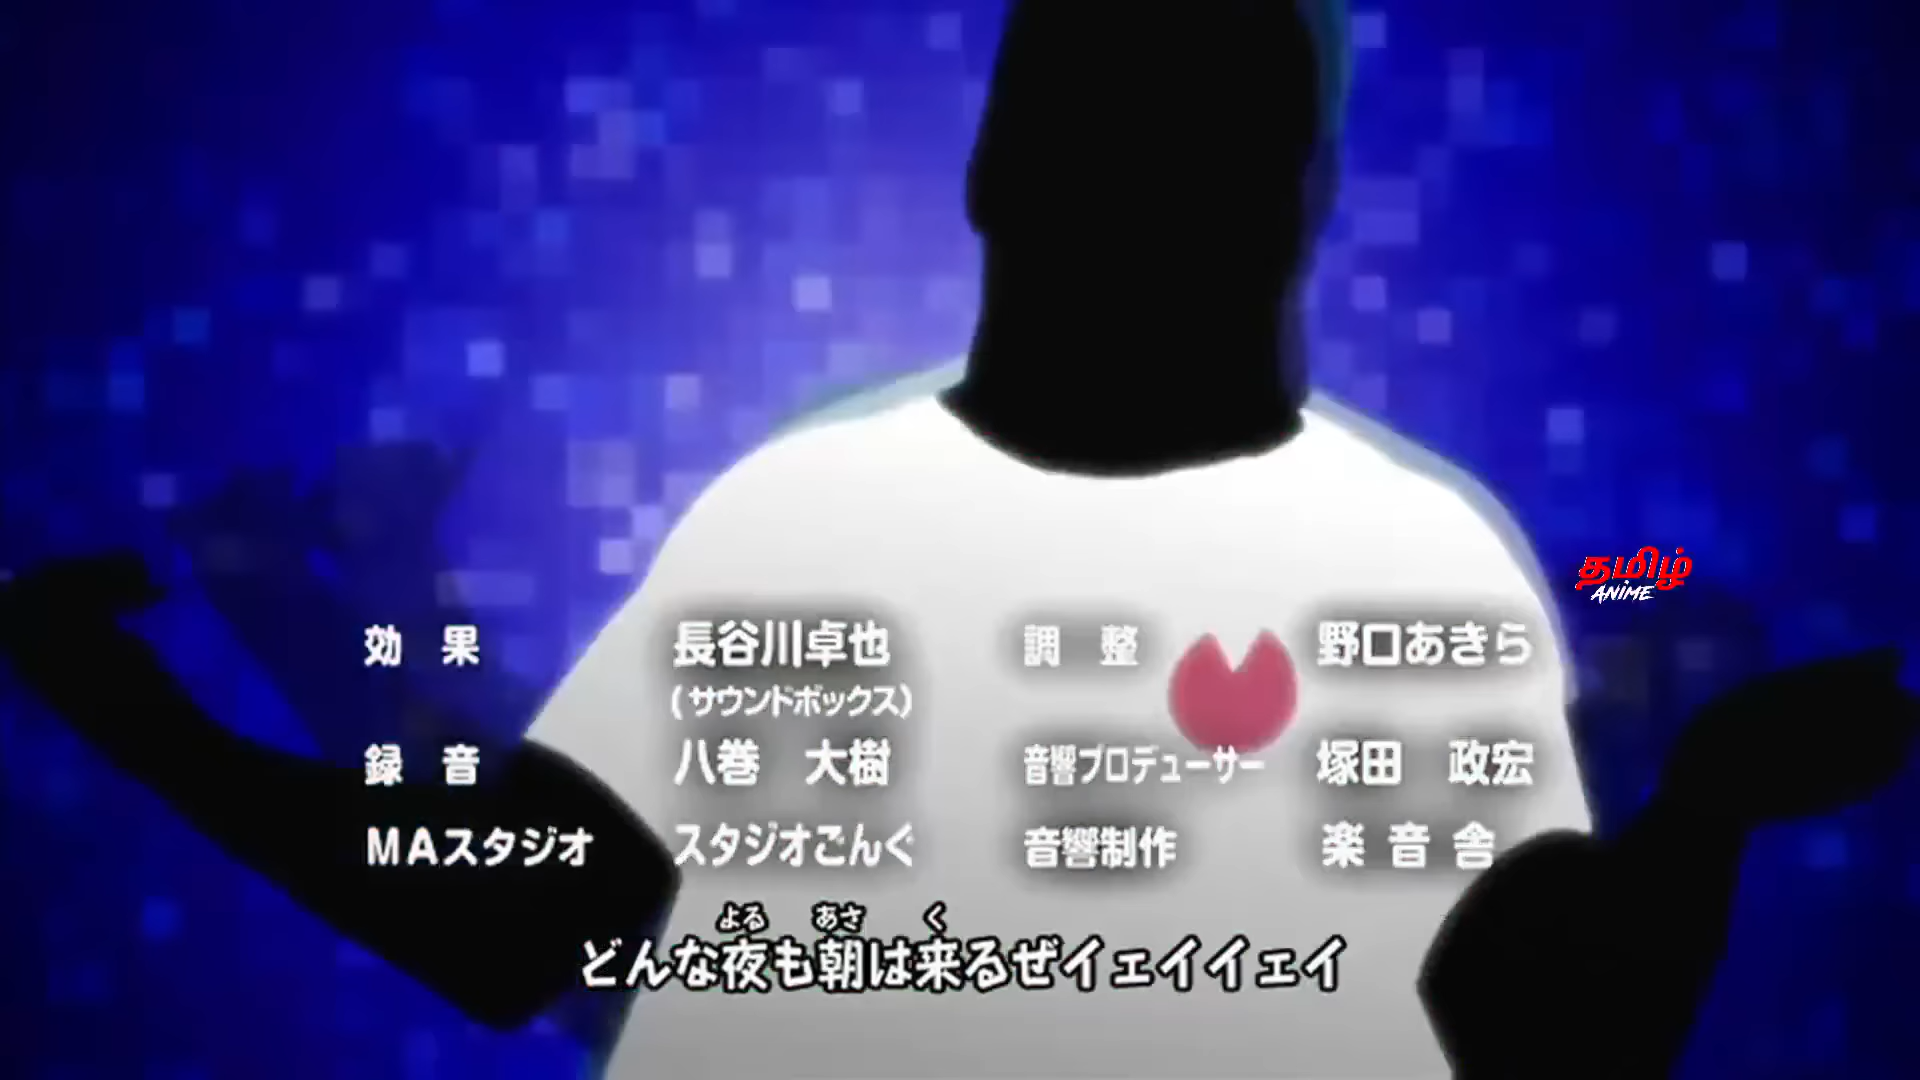 தமிழ்
ANIME
効 果 長谷川卓也 調 整 野口あきら
(サウンドボックス)
録 音 八巻 大樹 音響プロデューサー 塚田 政宏
MAスタジオ スタジオごんぐ 音響制作 楽音舎
よる あさ く
どんな夜も朝は来るぜイェイイェイ